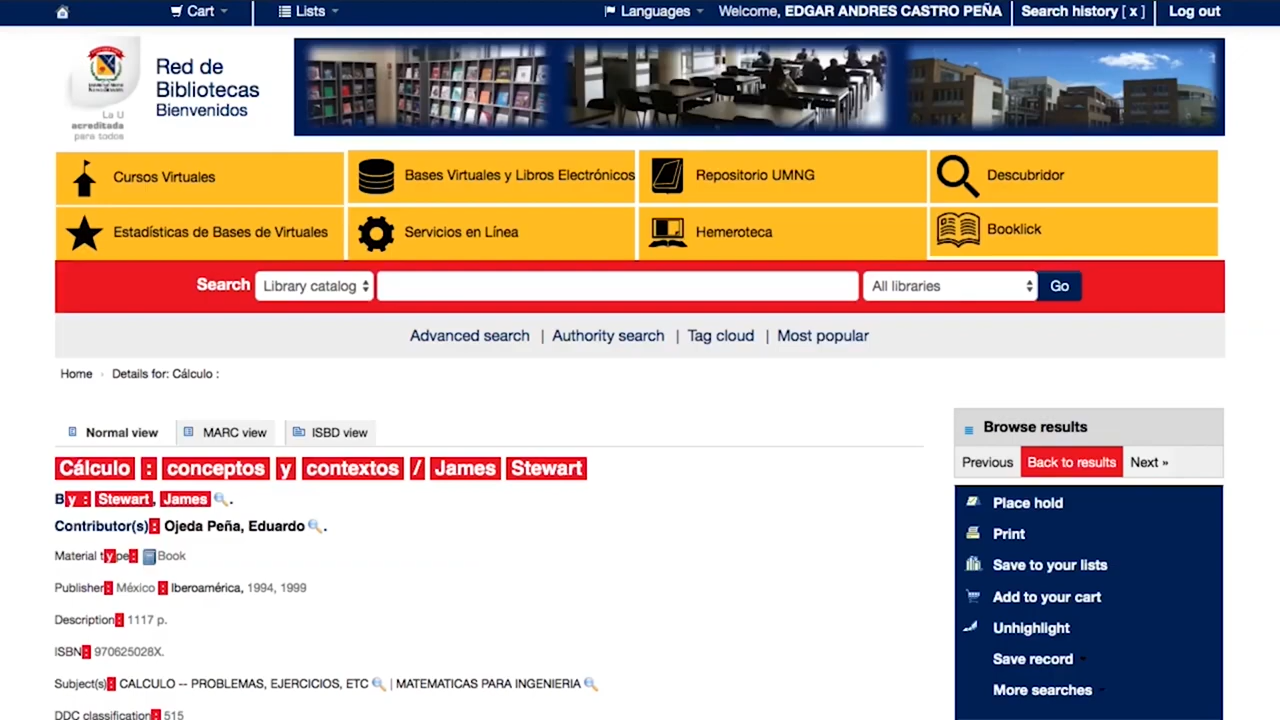 Cart
Lists
Languages
Welcome, EDGAR ANDRES CASTRO PEÑA
Search history [ x ]
Log out
Red de
Bibliotecas
Bienvenidos
La U
acreditada
para todos
Cursos Virtuales
Bases Virtuales y Libros Electrónicos
Repositorio UMNG
Descubridor
Estadísticas de Bases de Virtuales
Servicios en Línea
Hemeroteca
Booklick
Search
Library catalog
All libraries
Go
Advanced search | Authority search | Tag cloud | Most popular
Home › Details for: Cálculo :
Normal view
MARC view
ISBD view
Cálculo : conceptos y contextos / James Stewart
By : Stewart, James.
Contributor(s): Ojeda Peña, Eduardo.
Material type: Book
Publisher: México : Iberoamérica, 1994, 1999
Description: 1117 p.
ISBN: 970625028X.
Subject(s): CALCULO -- PROBLEMAS, EJERCICIOS, ETC | MATEMATICAS PARA INGENIERIA
DDC classification: 515
Browse results
Previous
Back to results
Next »
Place hold
Print
Save to your lists
Add to your cart
Unhighlight
Save record
More searches